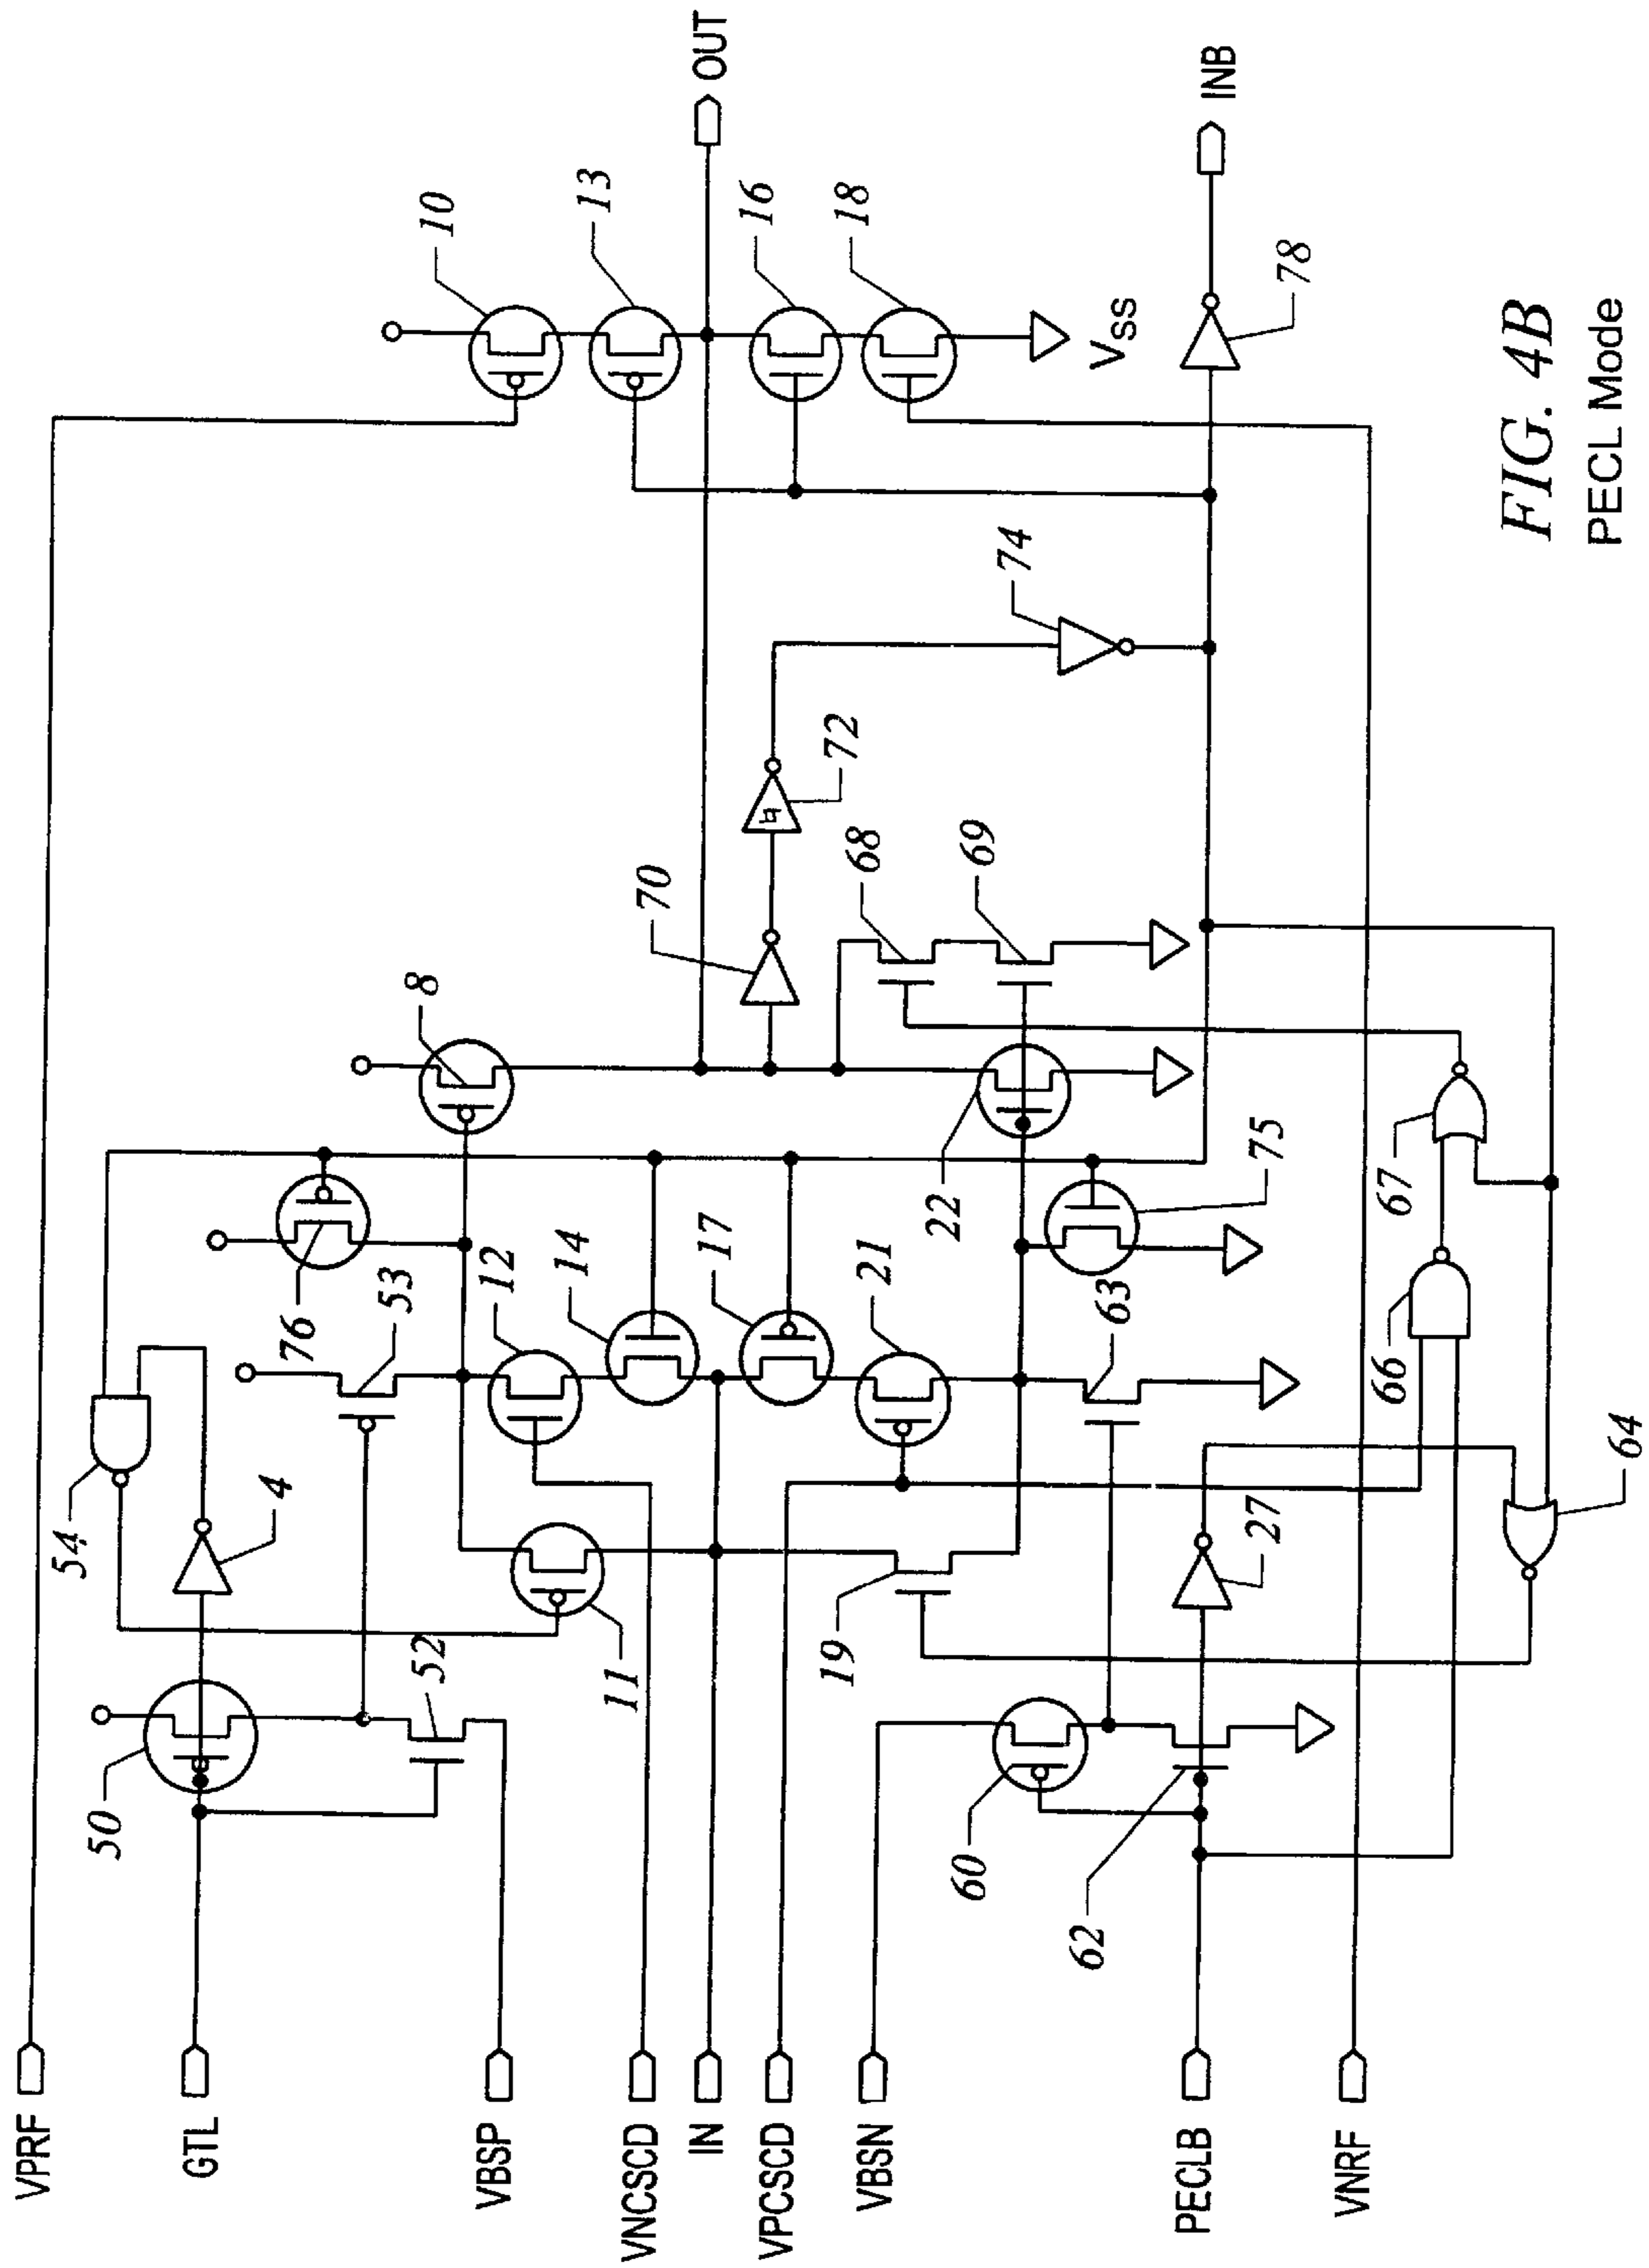 VPRF
GTL
VBSP
VNCSCD
IN
VPCSCD
VBSN
PECLB
VNRF
50
52
54
4
11
53
76
12
14
17
21
19
60
62
27
63
75
22
8
64
66
67
68
69
70
72
74
10
13
16
18
VSS
78
OUT
INB
FIG. 4B
PECL Mode